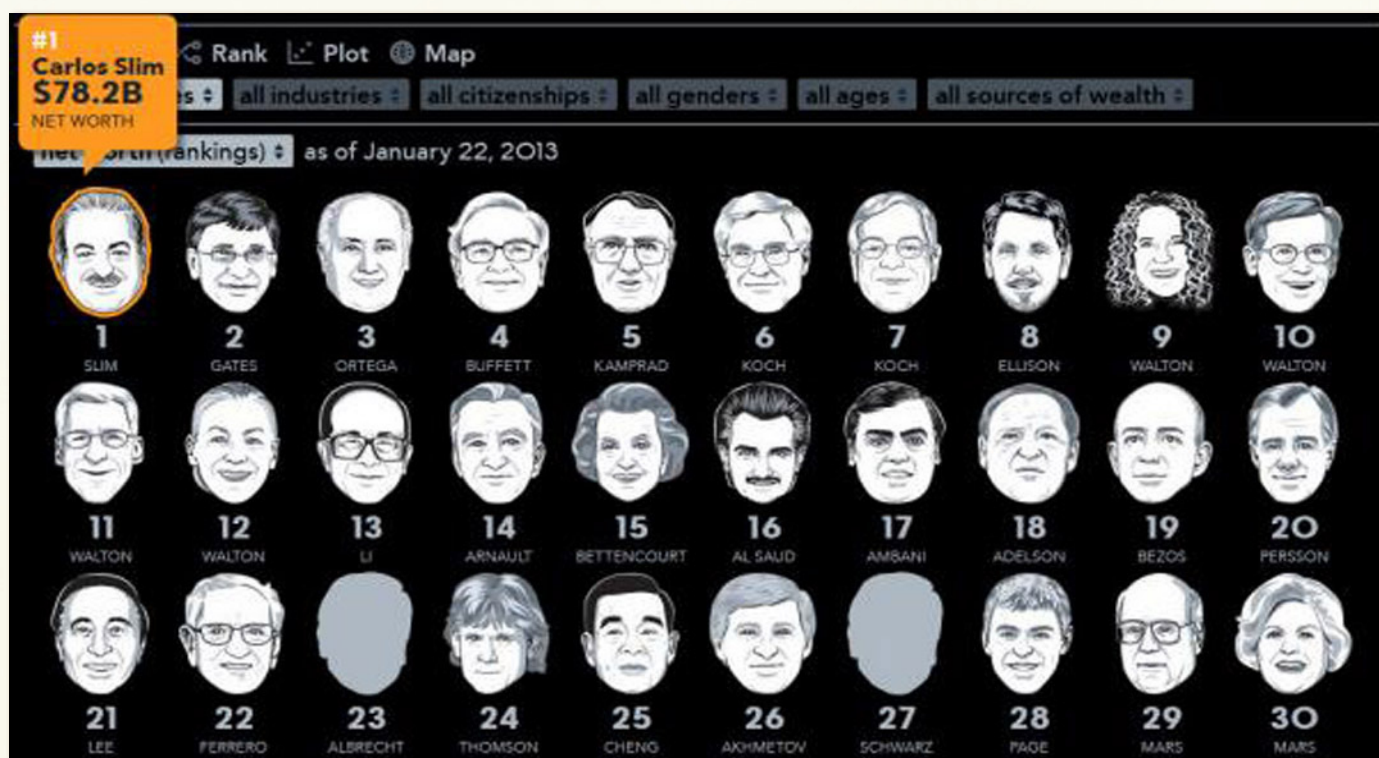 #1
Carlos Slim
$78.2B
NET WORTH
Rank Plot Map
es all industries all citizenships all genders all ages all sources of wealth
net worth (rankings) as of January 22, 2013
1 2 3 4 5 6 7 8 9 10
SLIM GATES ORTEGA BUFFETT KAMPRAD KOCH KOCH ELLISON WALTON WALTON
11 12 13 14 15 16 17 18 19 20
WALTON WALTON LI ARNAULT BETTENCOURT AL SAUD AMBANI ADELSON BEZOS PERSSON
21 22 23 24 25 26 27 28 29 30
LEE FERRERO ALBRECHT THOMSON CHENG AKHMETOV SCHWARZ PAGE MARS MARS